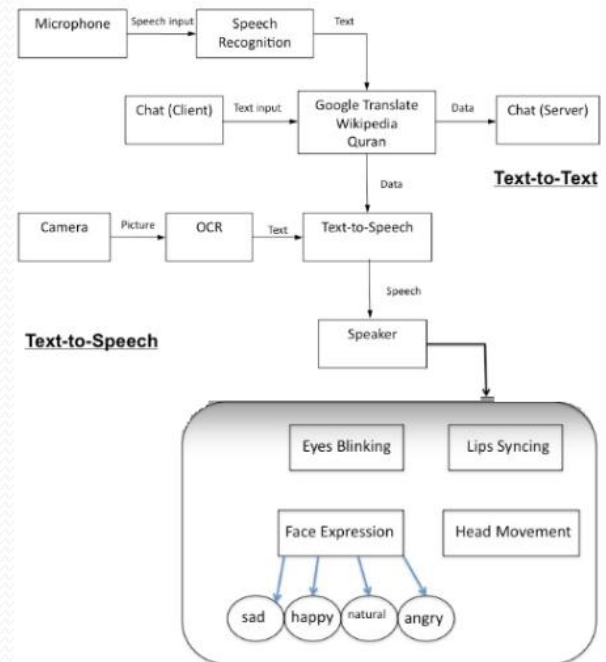 Microphone
Speech input
Speech
Recognition
Text
Chat (Client)
Text input
Google Translate
Wikipedia
Quran
Data
Chat (Server)
Text-to-Text
Data
Camera
Picture
OCR
Text
Text-to-Speech
Speech
Text-to-Speech
Speaker
Eyes Blinking
Lips Syncing
Face Expression
Head Movement
sad
happy
natural
angry